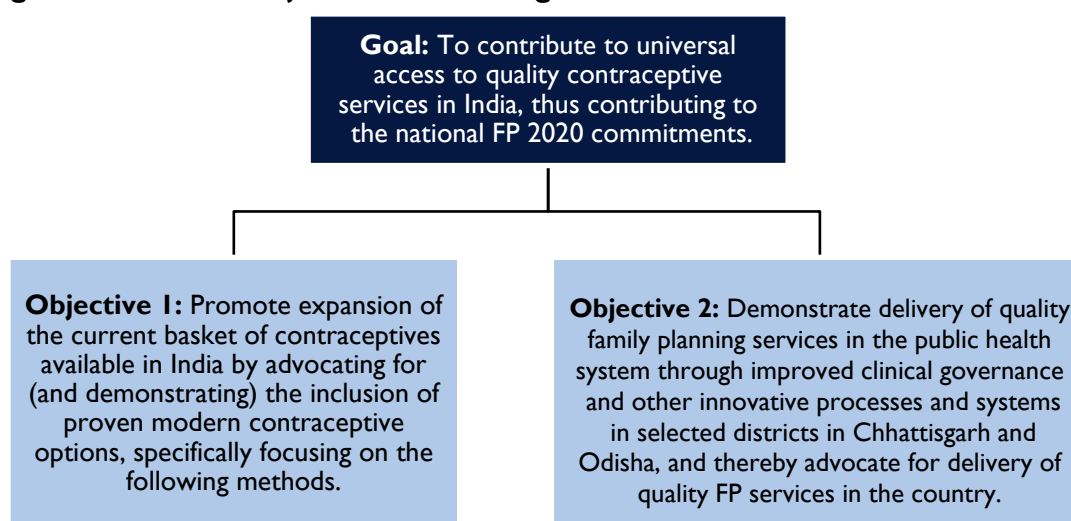 Goal: To contribute to universal
access to quality contraceptive
services in India, thus contributing to
the national FP 2020 commitments.
Objective 1: Promote expansion of
the current basket of contraceptives
available in India by advocating for
(and demonstrating) the inclusion of
proven modern contraceptive
options, specifically focusing on the
following methods.
Objective 2: Demonstrate delivery of quality
family planning services in the public health
system through improved clinical governance
and other innovative processes and systems
in selected districts in Chhattisgarh and
Odisha, and thereby advocate for delivery of
quality FP services in the country.